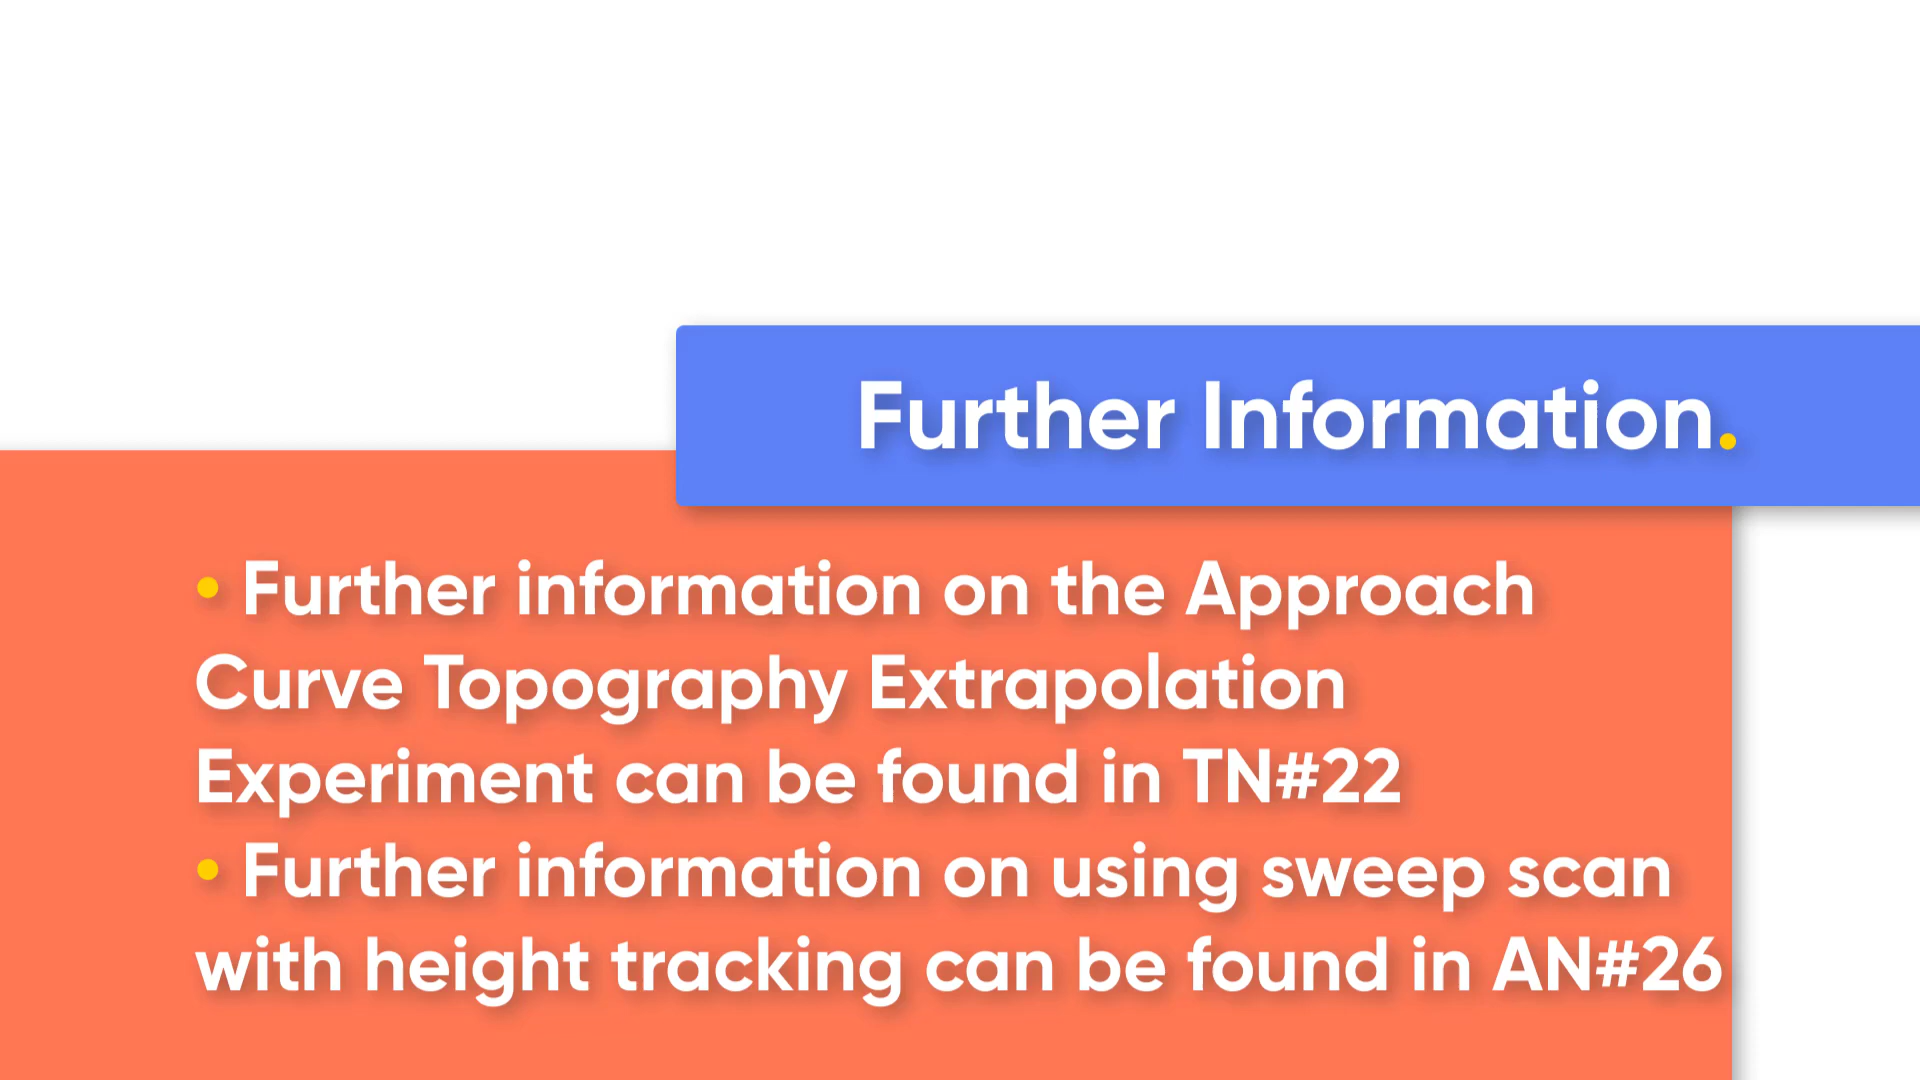 Further Information.
• Further information on the Approach
Curve Topography Extrapolation
Experiment can be found in TN#22
• Further information on using sweep scan
with height tracking can be found in AN#26